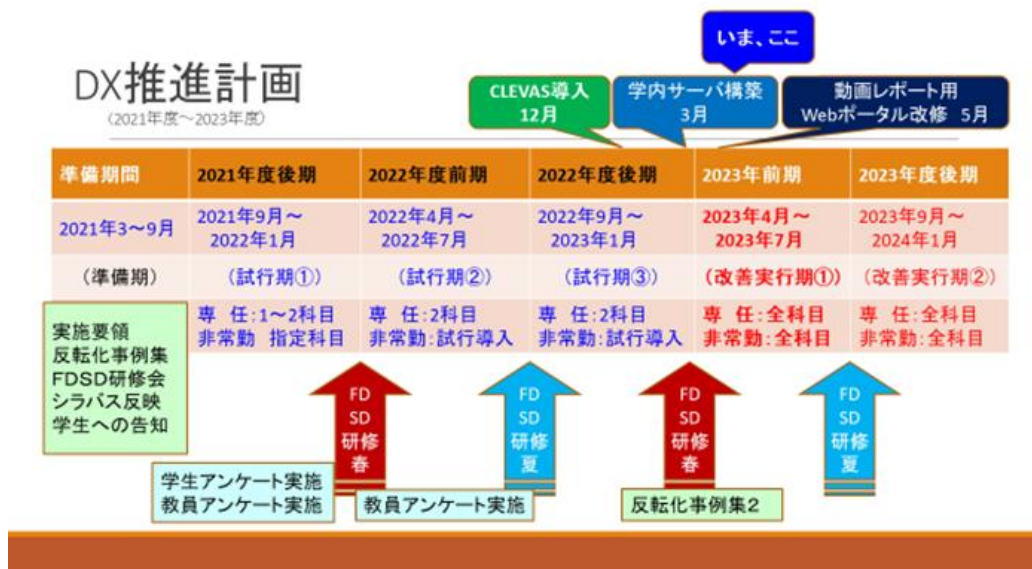 いま、ここ
DX推進計画
(2021年度～2023年度)
CLEVAS導入
12月
学内サーバ構築
3月
動画レポート用
Webポータル改修 5月
準備期間
2021年度後期
2022年度前期
2022年度後期
2023年前期
2023年度後期
2021年3～9月
2021年9月～
2022年1月
2022年4月～
2022年7月
2022年9月～
2023年1月
2023年4月～
2023年7月
2023年9月～
2024年1月
(準備期)
(試行期①)
(試行期②)
(試行期③)
(改善実行期①)
(改善実行期②)
専 任:1～2科目
非常勤 指定科目
専 任:2科目
非常勤:試行導入
専 任:2科目
非常勤:試行導入
専 任:全科目
非常勤:全科目
専 任:全科目
非常勤:全科目
実施要領
反転化事例集
FDSD研修会
シラバス反映
学生への告知
FD
SD
研修
春
FD
SD
研修
夏
FD
SD
研修
春
FD
SD
研修
夏
学生アンケート実施
教員アンケート実施
教員アンケート実施
反転化事例集2